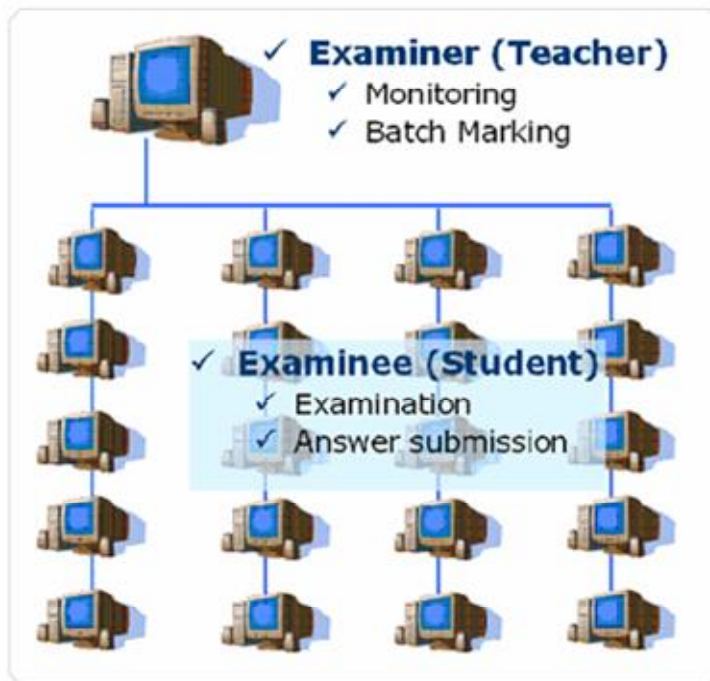 ✓ Examiner (Teacher)
✓ Monitoring
✓ Batch Marking
✓ Examinee (Student)
✓ Examination
✓ Answer submission